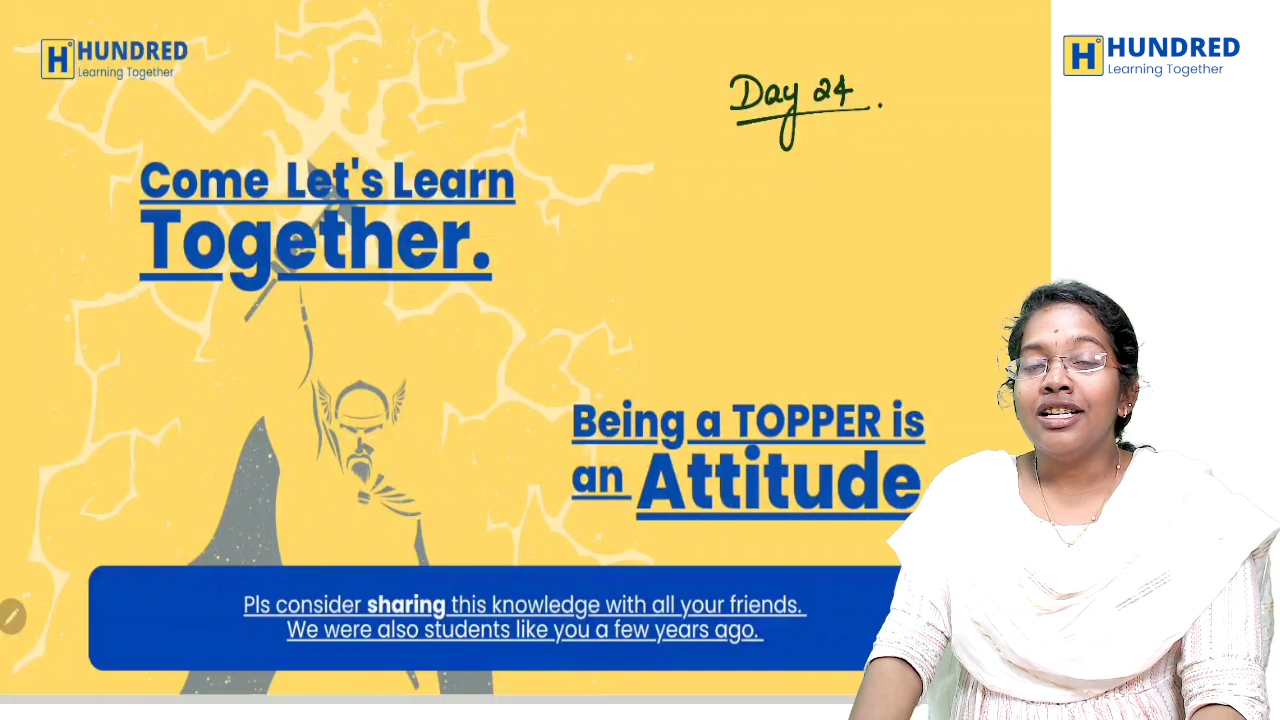 H° HUNDRED
Learning Together
H° HUNDRED
Learning Together
Day 24.
Come Let's Learn
Together.
Being a TOPPER is
an Attitude
Pls consider sharing this knowledge with all your friends.
We were also students like you a few years ago.